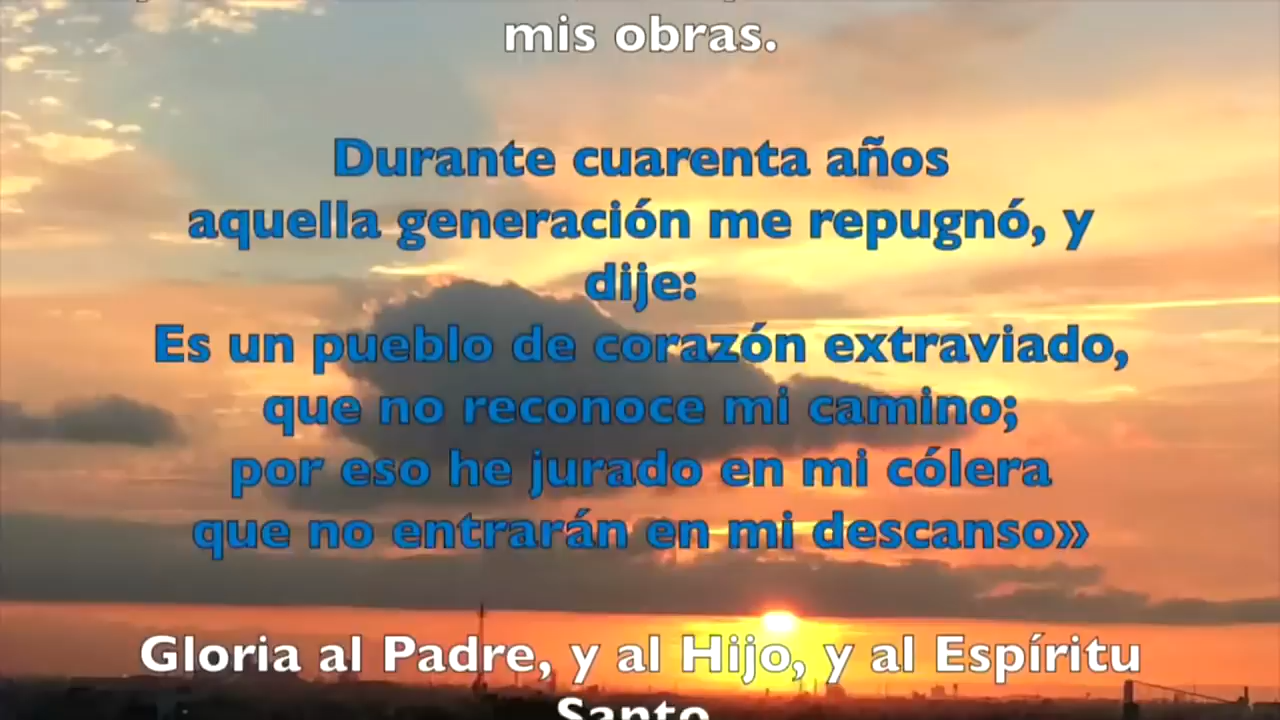 mis obras.
Durante cuarenta años
aquella generación me repugnó, y
dije:
Es un pueblo de corazón extraviado,
que no reconoce mi camino;
por eso he jurado en mi cólera
que no entrarán en mi descanso»
Gloria al Padre, y al Hijo, y al Espíritu
Santo